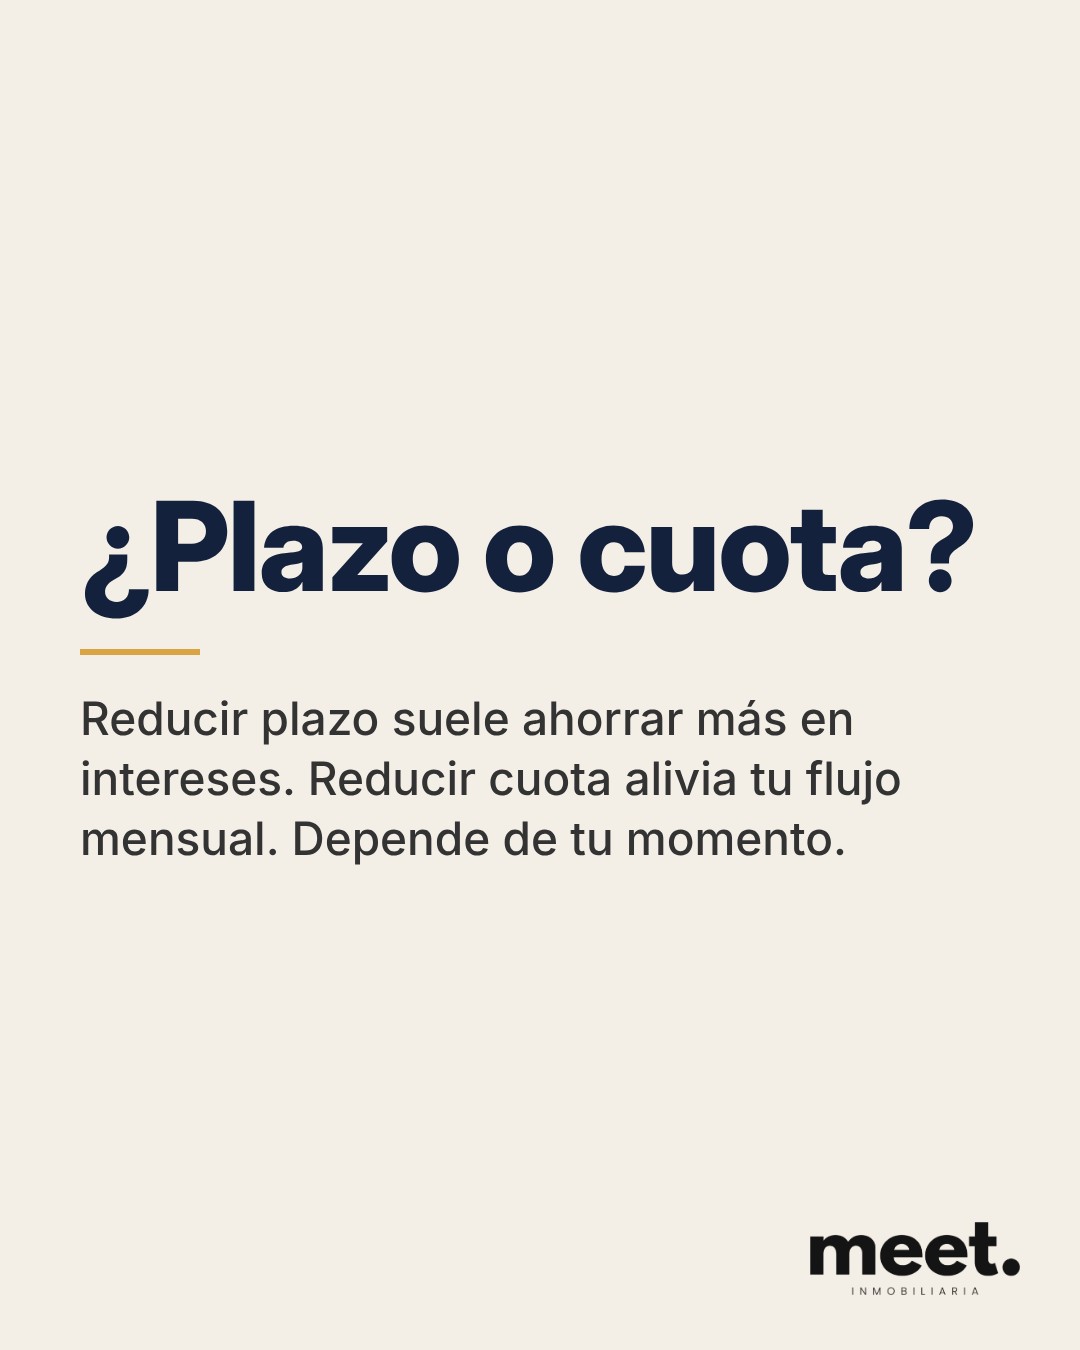 ¿Plazo o cuota?
Reducir plazo suele ahorrar más en
intereses. Reducir cuota alivia tu flujo
mensual. Depende de tu momento.
meet.
INMOBILIARIA